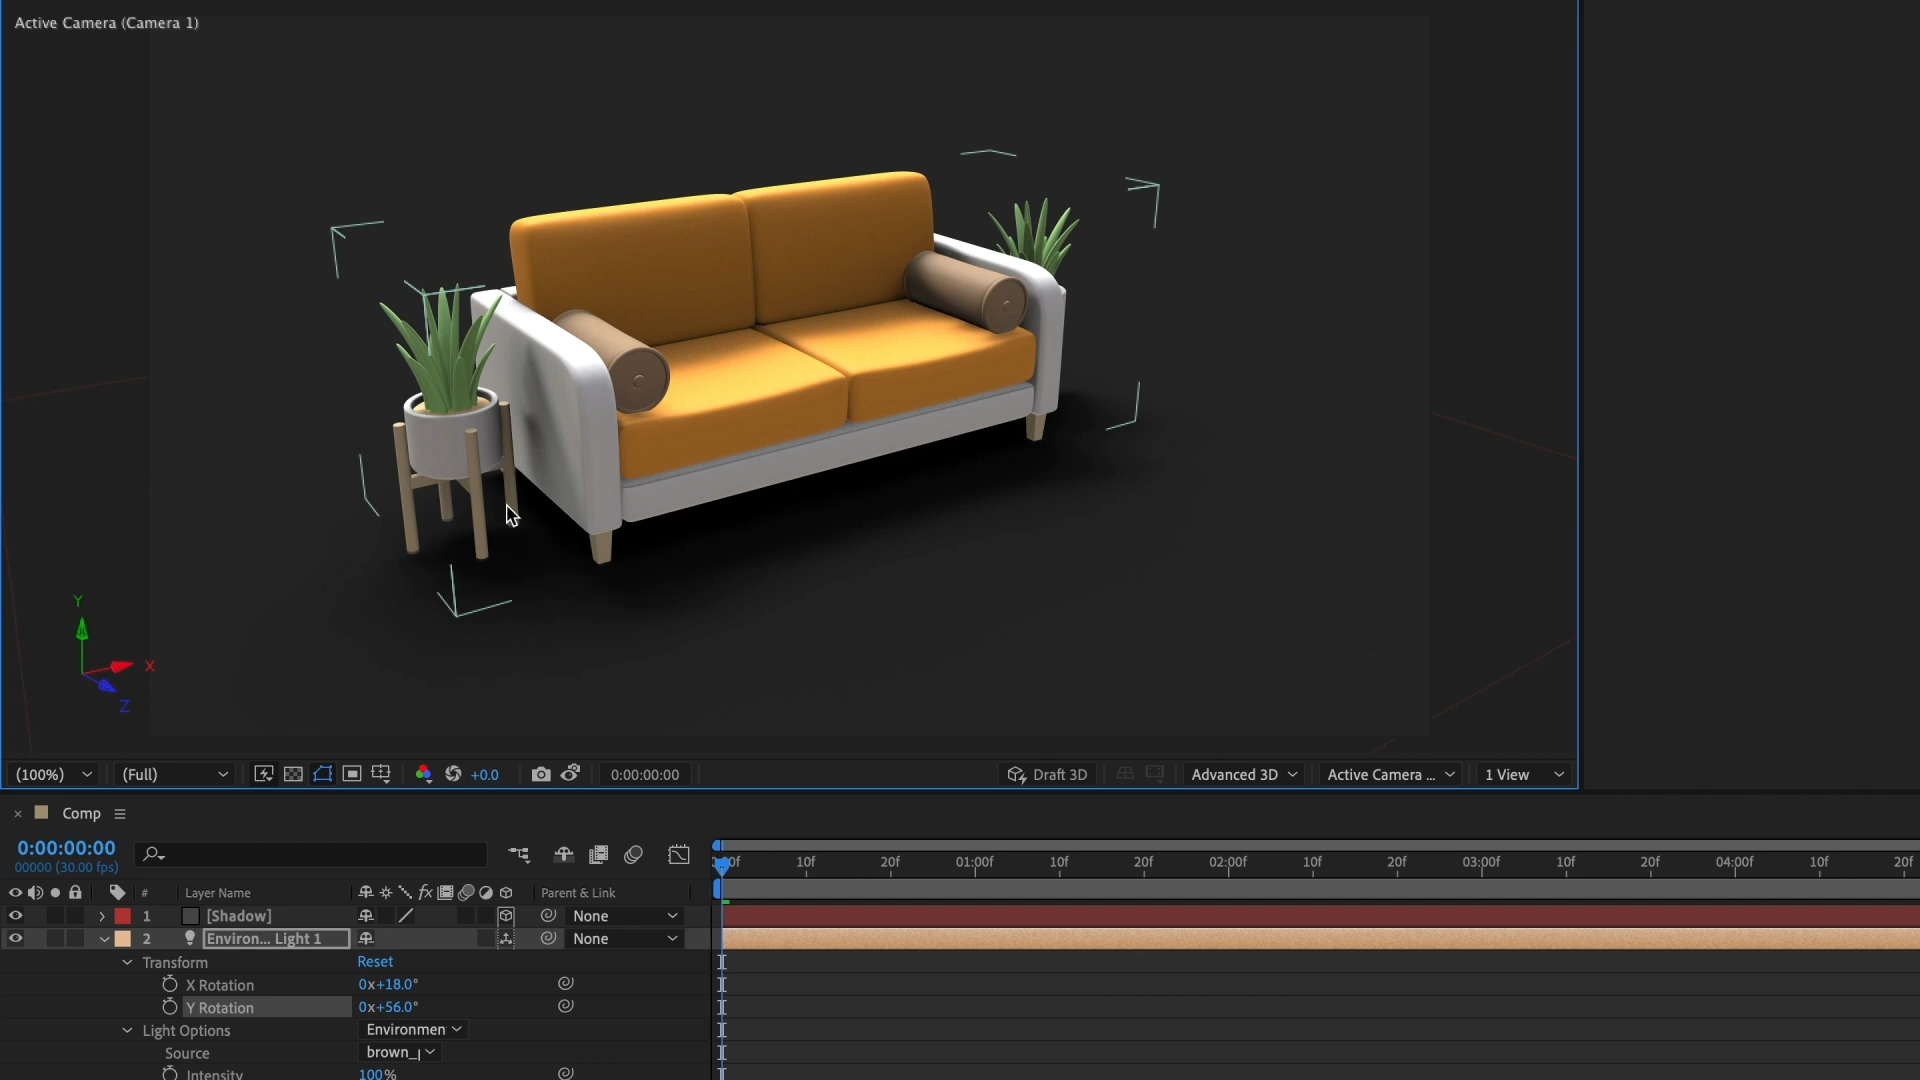 Active Camera (Camera 1)
Y
X
Z
(100%)
(Full)
+0.0
0:00:00:00
Draft 3D
Advanced 3D
Active Camera ...
1 View
Comp
0:00:00:00
00000 (30.00 fps)
10f 20f 01:00f 10f 20f 02:00f 10f 20f 03:00f 10f 20f 04:00f 10f 20f
# Layer Name fx Parent & Link
1 [Shadow] None
2 Environ... Light 1 None
Transform Reset
X Rotation 0x+18.0°
Y Rotation 0x+56.0°
Light Options Environmen
Source brown_
Intensity 100%